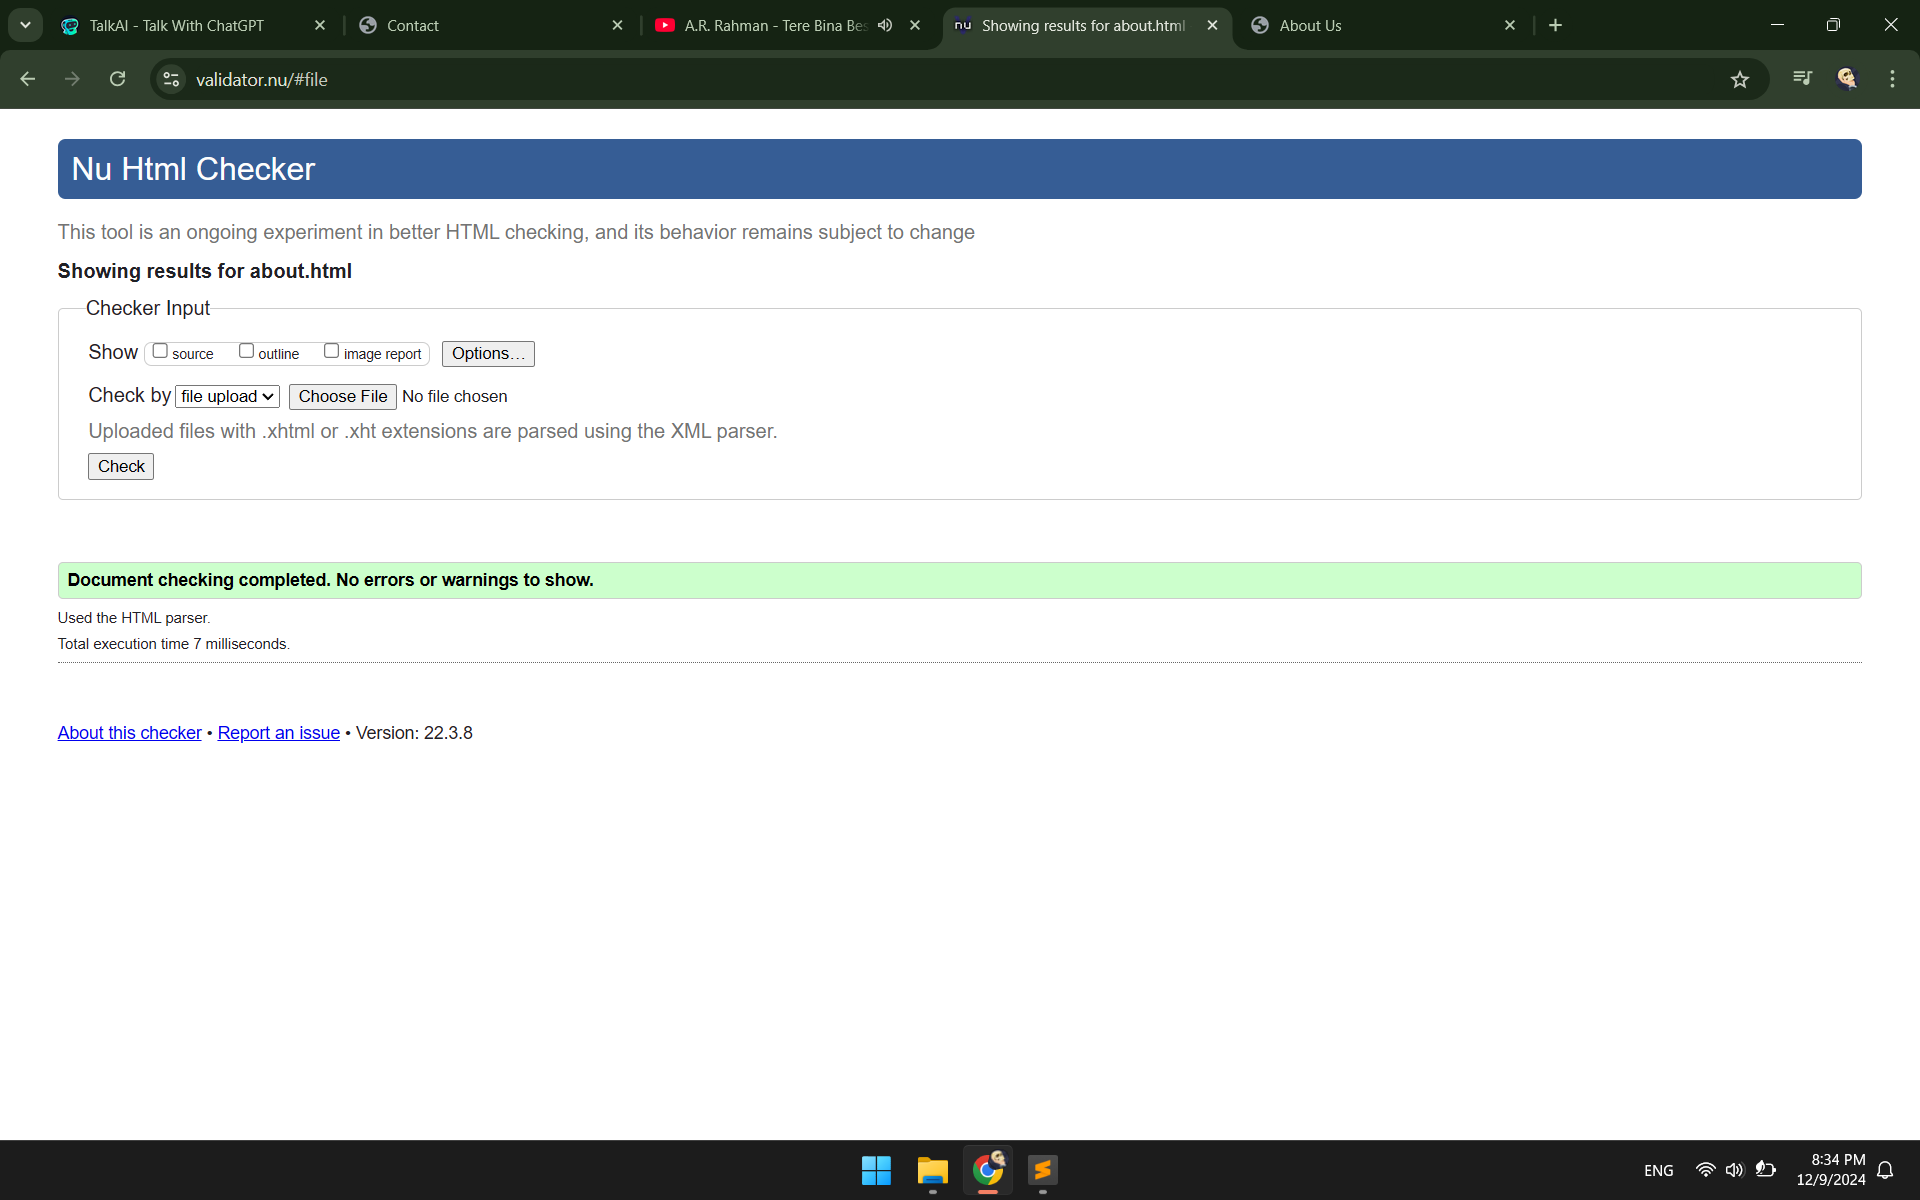 TalkAI - Talk With ChatGPT
Contact
A.R. Rahman - Tere Bina Bes
nu
Showing results for about.html
About Us
validator.nu/#file
Nu Html Checker
This tool is an ongoing experiment in better HTML checking, and its behavior remains subject to change
Showing results for about.html
Checker Input
Show source outline image report Options…
Check by file upload Choose File No file chosen
Uploaded files with .xhtml or .xht extensions are parsed using the XML parser.
Check
Document checking completed. No errors or warnings to show.
Used the HTML parser.
Total execution time 7 milliseconds.
About this checker • Report an issue • Version: 22.3.8
ENG
8:34 PM
12/9/2024